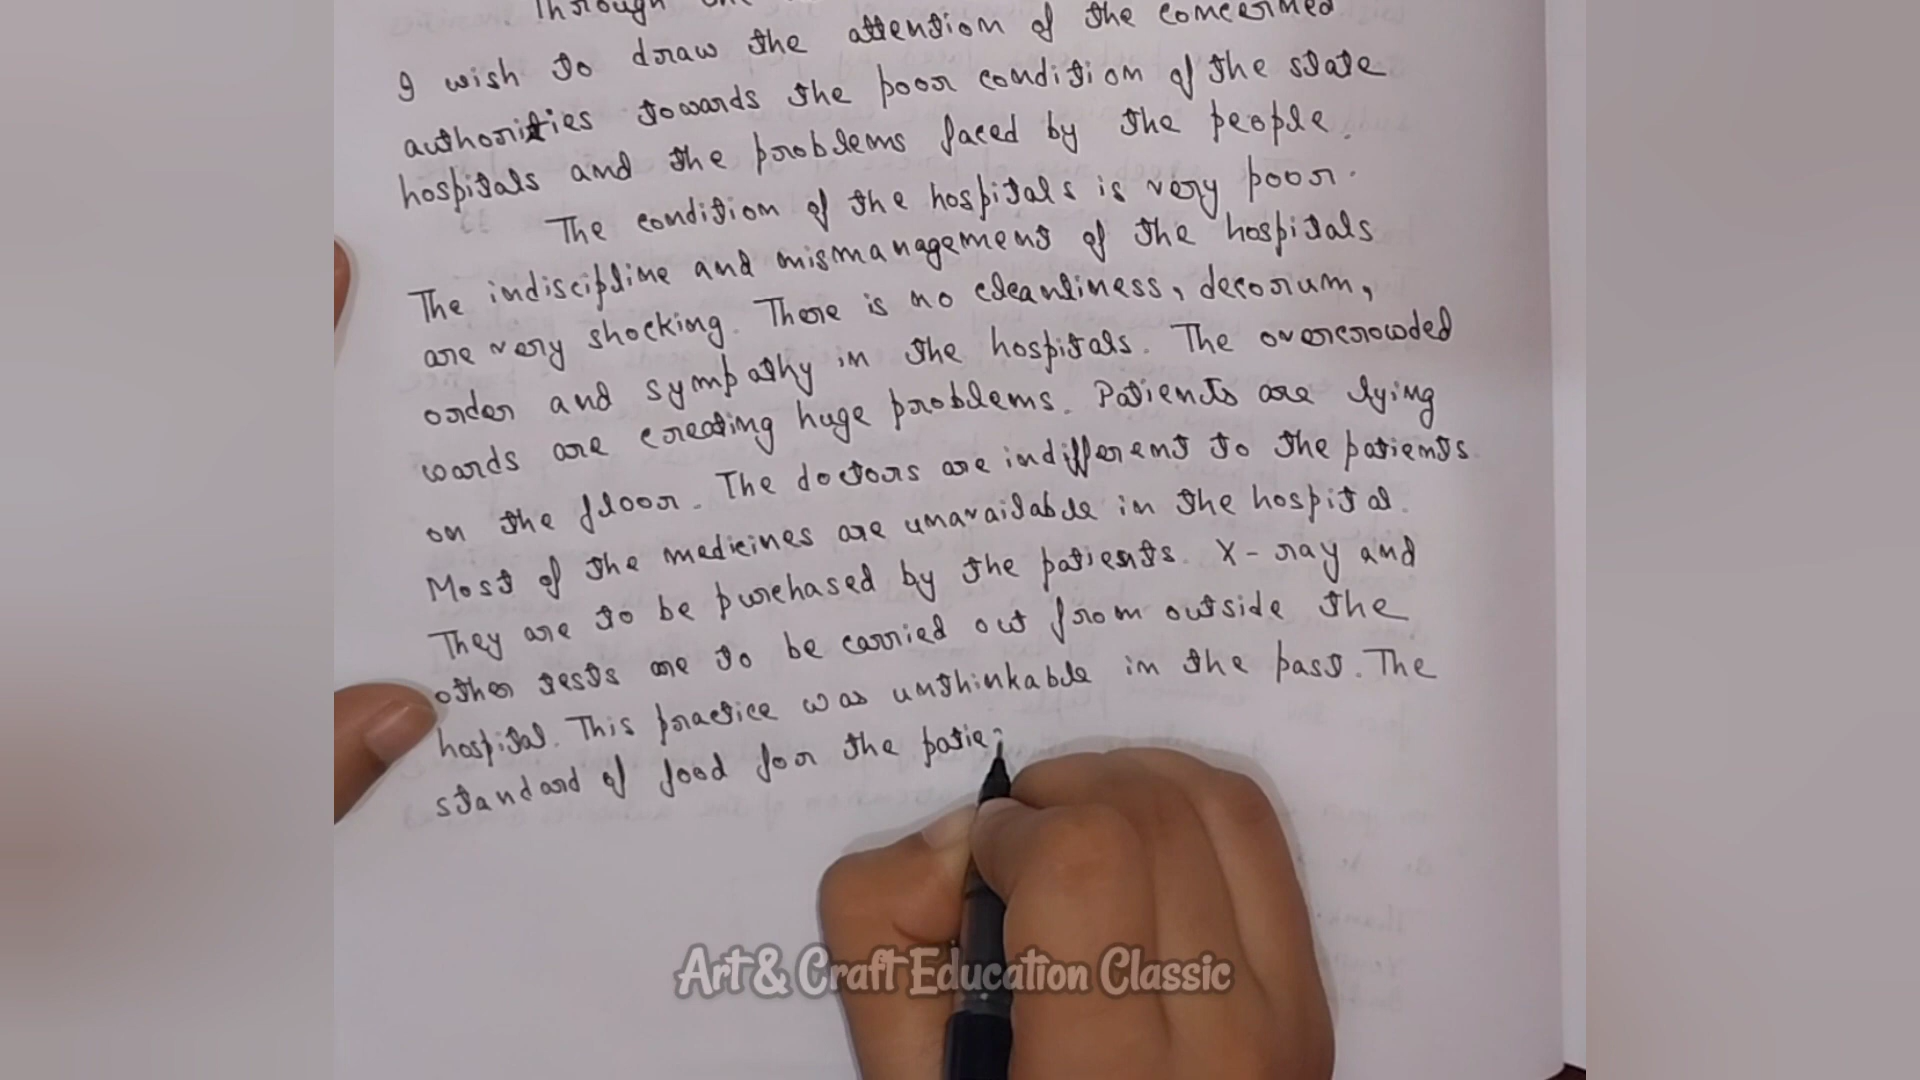 Through
I wish to draw the attention of the concerned
authorities towards the poor condition of the state
hospitals and the problems faced by the people.
The condition of the hospitals is very poor.
The indiscipline and mismanagement of the hospitals
are very shocking. There is no cleanliness, decorum,
order and sympathy in the hospitals. The overcrowded
wards are creating huge problems. Patients are lying
on the floor. The doctors are indifferent to the patients.
Most of the medicines are unavailable in the hospital.
They are to be purchased by the patients. X-ray and
other tests are to be carried out from outside the
hospital. This practice was unthinkable in the past. The
standard of food for the patie
Art & Craft Education Classic